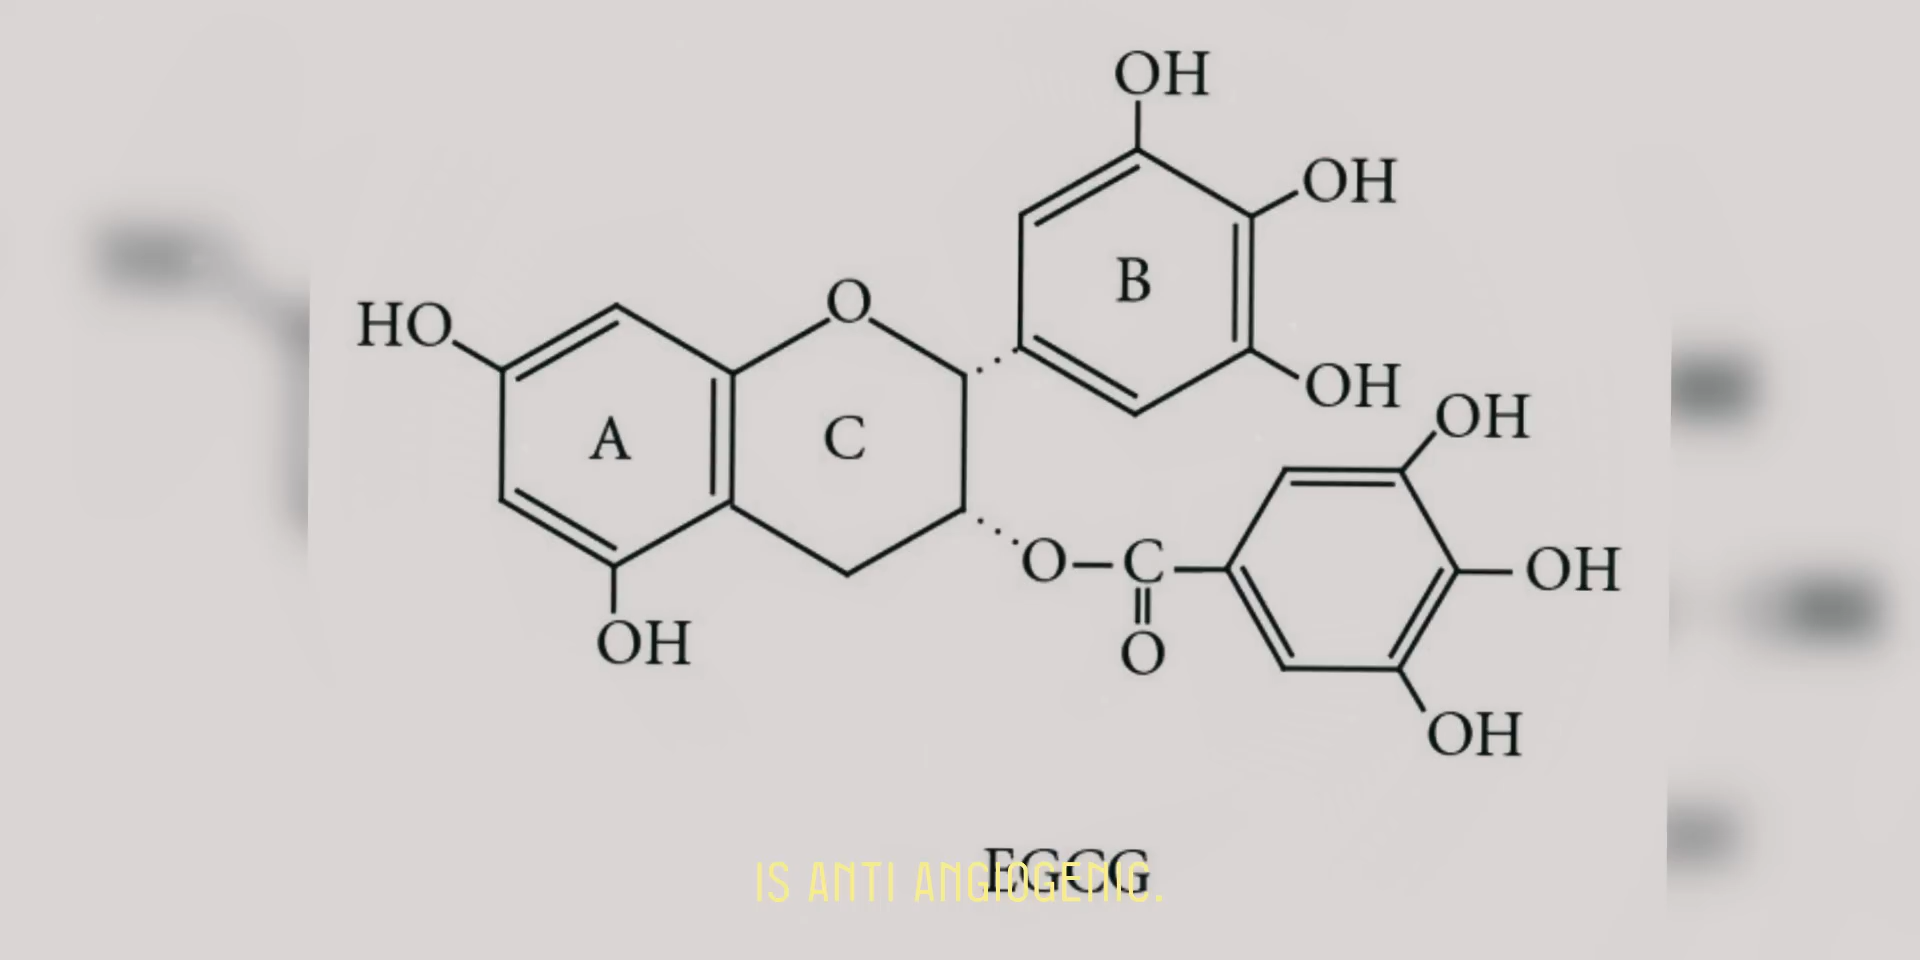 OH
OH
B
HO
O
OH
A
C
OH
O—C
OH
OH
O
OH
EGCG
IS ANTI ANGIOGENIC.